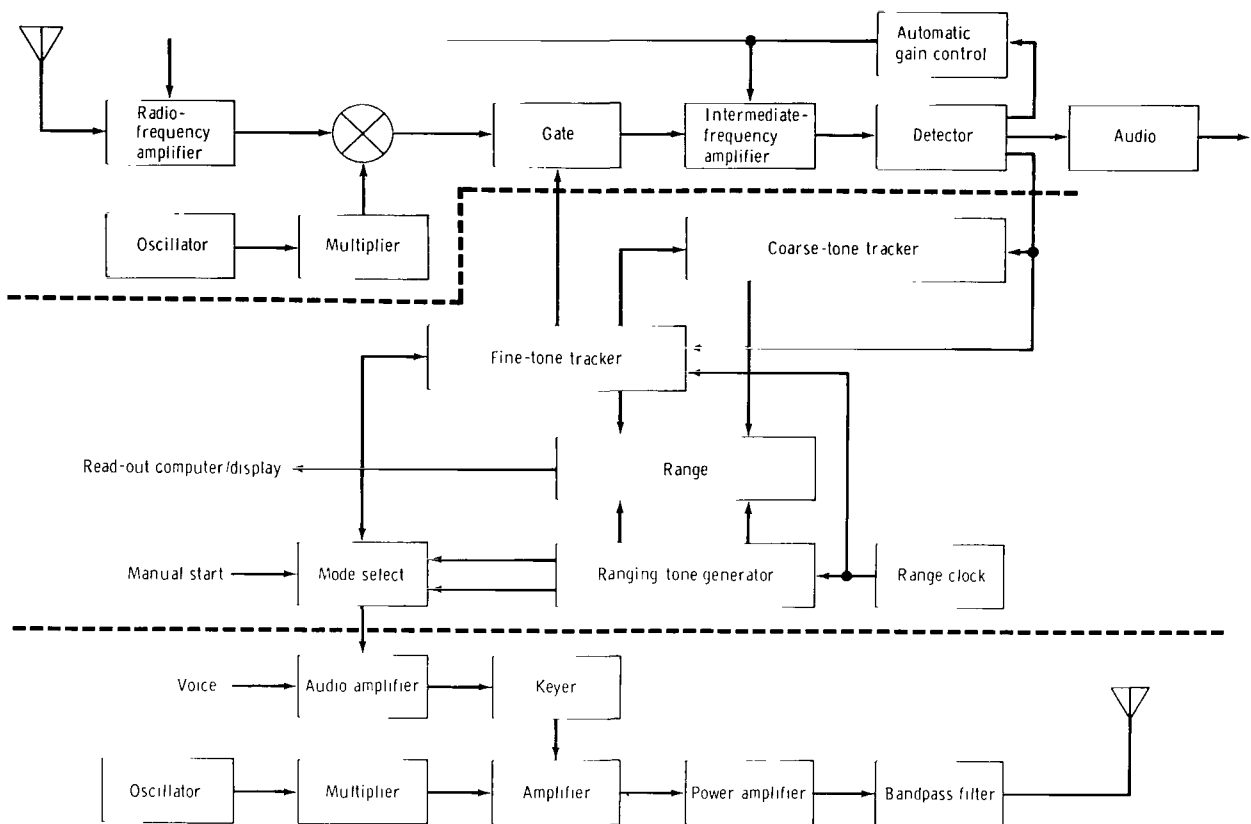 Automatic
gain control
Radio-
frequency
amplifier
Gate
Intermediate-
frequency
amplifier
Detector
Audio
Oscillator
Multiplier
Coarse-tone tracker
Fine-tone tracker
Read-out computer/display
Range
Manual start
Mode select
Ranging tone generator
Range clock
Voice
Audio amplifier
Keyer
Oscillator
Multiplier
Amplifier
Power amplifier
Bandpass filter